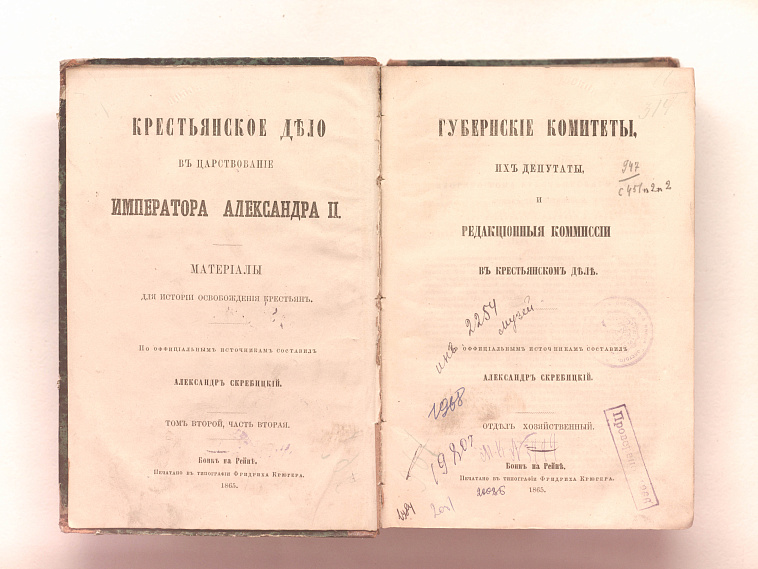 КРЕСТЬЯНСКОЕ ДѢЛО
ВЪ ЦАРСТВОВАНІЕ
ИМПЕРАТОРА АЛЕКСАНДРА II.
МАТЕРІАЛЫ
ДЛЯ ИСТОРІИ ОСВОБОЖДЕНІЯ КРЕСТЬЯНЪ.
По оффиціальнымъ источникамъ составилъ
АЛЕКСАНДРЪ СКРЕБИЦКІЙ.
ТОМЪ ВТОРОЙ, ЧАСТЬ ВТОРАЯ.
Боннъ на Рейнѣ.
Печатано въ типографіи Фридриха Крюгера.
1865.
319
ГУБЕРНСКІЕ КОМИТЕТЫ,
ИХЪ ДЕПУТАТЫ,
947
И
РЕДАКЦІОННЫЯ КОММИССІИ
ВЪ КРЕСТЬЯНСКОМЪ ДѢЛѢ.
инв 2254
музей
оффиціальнымъ источникамъ составилъ
АЛЕКСАНДРЪ СКРЕБИЦКІЙ.
1968
ОТДѢЛЪ ХОЗЯЙСТВЕННЫЙ.
Боннъ на Рейнѣ.
Печатано въ типографіи Фридриха Крюгера.
1865.